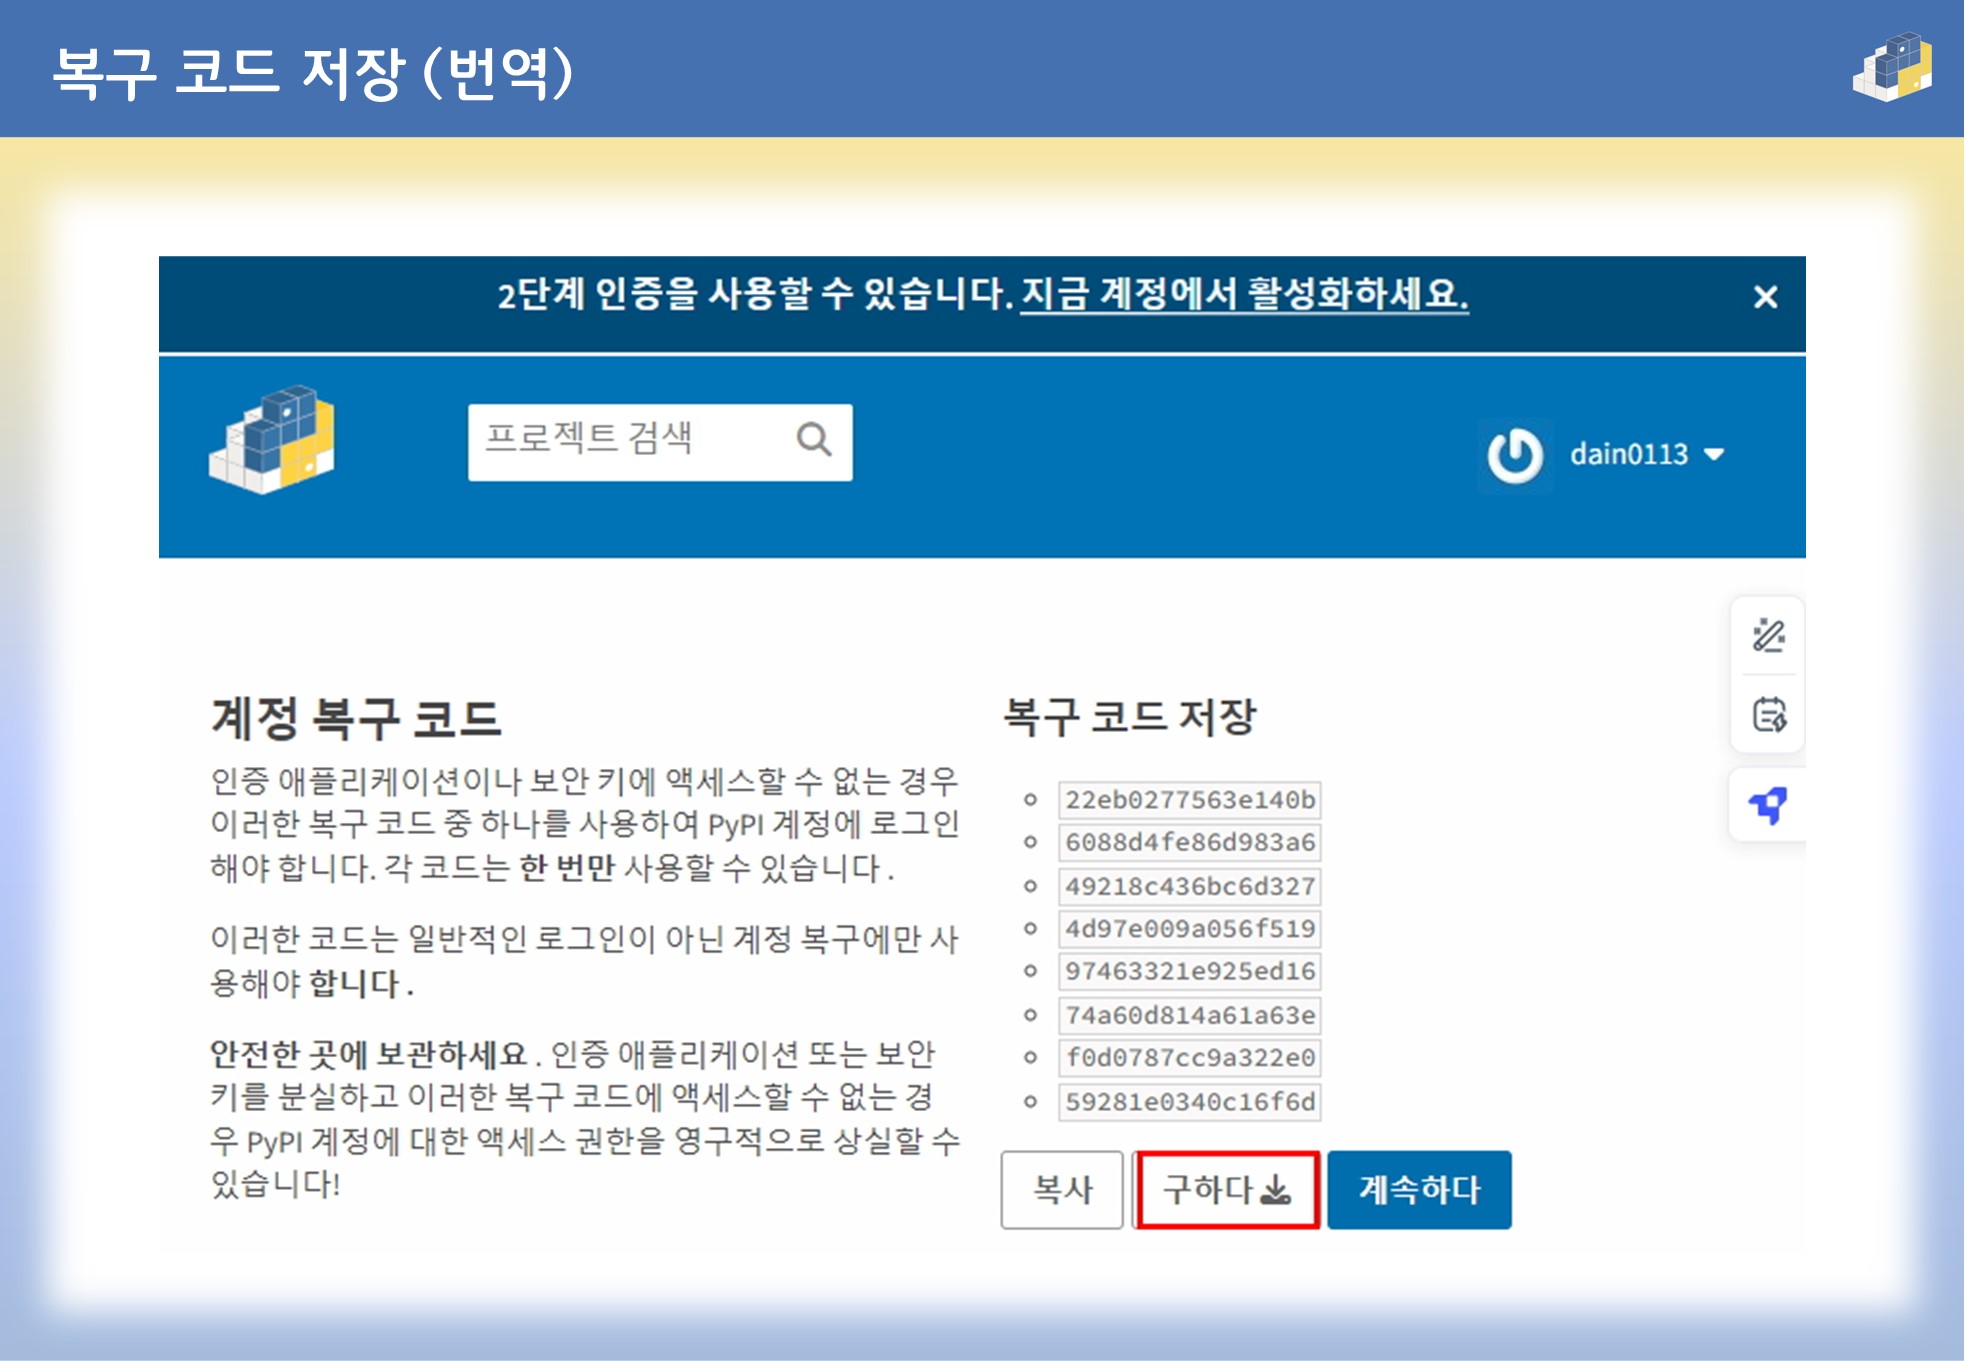 복구 코드 저장 (번역)
2단계 인증을 사용할 수 있습니다. 지금 계정에서 활성화하세요.
프로젝트 검색
dain0113
계정 복구 코드
인증 애플리케이션이나 보안 키에 액세스할 수 없는 경우
이러한 복구 코드 중 하나를 사용하여 PyPI 계정에 로그인
해야 합니다. 각 코드는 한 번만 사용할 수 있습니다 .
이러한 코드는 일반적인 로그인이 아닌 계정 복구에만 사
용해야 합니다 .
안전한 곳에 보관하세요 . 인증 애플리케이션 또는 보안
키를 분실하고 이러한 복구 코드에 액세스할 수 없는 경
우 PyPI 계정에 대한 액세스 권한을 영구적으로 상실할 수
있습니다!
복구 코드 저장
22eb0277563e140b
6088d4fe86d983a6
49218c436bc6d327
4d97e009a056f519
97463321e925ed16
74a60d814a61a63e
f0d0787cc9a322e0
59281e0340c16f6d
복사
구하다
계속하다